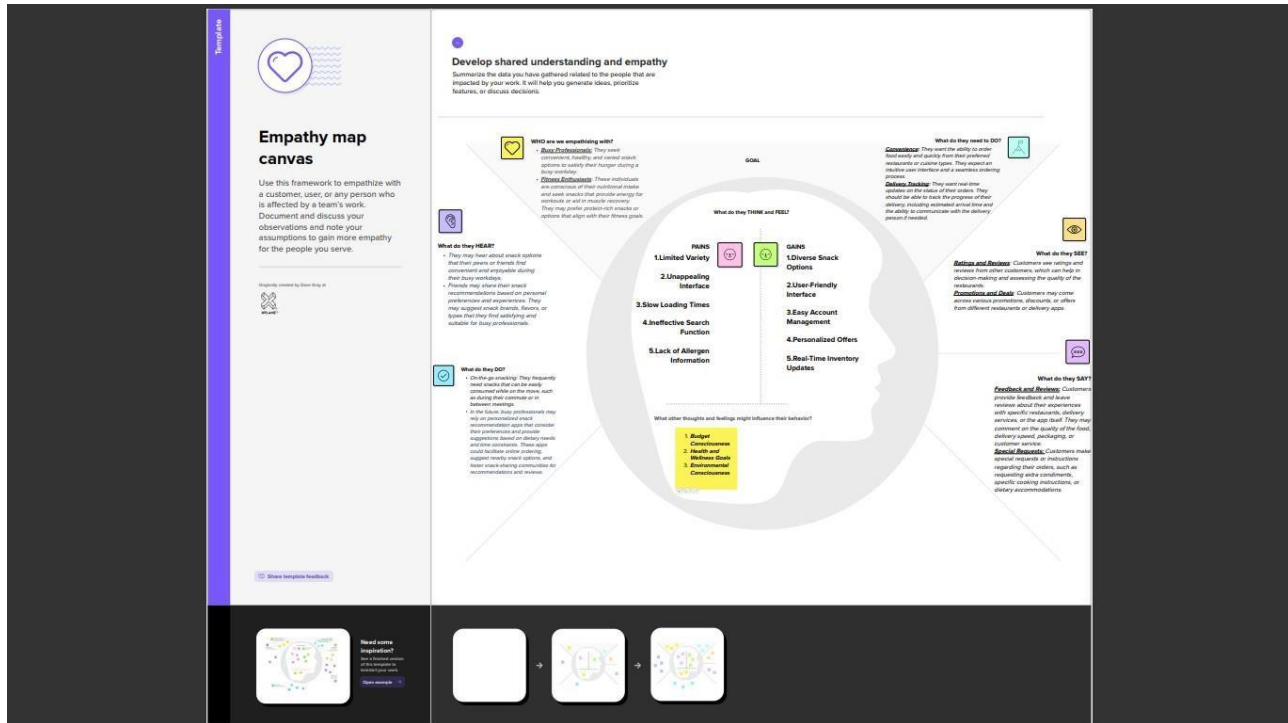 Template
Empathy map
canvas
Use this framework to empathize with
a customer, user, or any person who
is affected by a team's work.
Document and discuss your
observations and note your
assumptions to gain more empathy
for the people you serve.
Originally created by Dave Gray at
XPLANE
Share template feedback
Develop shared understanding and empathy
Summarize the data you have gathered related to the people that are
impacted by your work. It will help you generate ideas, prioritize
features, or discuss decisions.
WHO are we empathizing with?
• Busy Professionals: They seek
convenient, healthy, and varied snack
options to satisfy their hunger during a
busy workday.
• Fitness Enthusiasts: These individuals
are conscious of their nutritional intake
and seek snacks that provide energy for
workouts or aid in muscle recovery.
They may prefer protein-rich snacks or
options that align with their fitness goals.
GOAL
What do they need to DO?
Convenience: They want the ability to order
food easily and quickly from their preferred
restaurants or cuisine types. They expect an
intuitive user interface and a seamless ordering
process.
Delivery Tracking: They want real-time
updates on the status of their orders. They
should be able to track the progress of their
delivery, including estimated arrival time and
the ability to communicate with the delivery
person if needed.
What do they HEAR?
• They may hear about snack options
that their peers or friends find
convenient and enjoyable during
their busy workdays.
• Friends may share their snack
recommendations based on personal
preferences and experiences. They
may suggest snack brands, flavors, or
types that they find satisfying and
suitable for busy professionals.
What do they THINK and FEEL?
PAINS
1.Limited Variety
2.Unappealing
Interface
3.Slow Loading Times
4.Ineffective Search
Function
5.Lack of Allergen
Information
GAINS
1.Diverse Snack
Options
2.User-Friendly
Interface
3.Easy Account
Management
4.Personalized Offers
5.Real-Time Inventory
Updates
What do they SEE?
Ratings and Reviews: Customers see ratings and
reviews from other customers, which can help in
decision-making and assessing the quality of the
restaurants.
Promotions and Deals: Customers may come
across various promotions, discounts, or offers
from different restaurants or delivery apps.
What do they DO?
• On-the-go snacking: They frequently
need snacks that can be easily
consumed while on the move, such
as during their commute or in
between meetings.
• In the future, busy professionals may
rely on personalized snack
recommendation apps that consider
their preferences and provide
suggestions based on dietary needs
and time constraints. These apps
could facilitate online ordering,
suggest nearby snack options, and
foster snack-sharing communities for
recommendations and reviews.
What other thoughts and feelings might influence their behavior?
1. Budget
Consciousness
2. Health and
Wellness Goals
3. Environmental
Consciousness
What do they SAY?
Feedback and Reviews: Customers
provide feedback and leave
reviews about their experiences
with specific restaurants, delivery
services, or the app itself. They may
comment on the quality of the food,
delivery speed, packaging, or
customer service.
Special Requests: Customers make
special requests or instructions
regarding their orders, such as
requesting extra condiments,
specific cooking instructions, or
dietary accommodations.
Need some
inspiration?
See a finished version
of this template to
kickstart your work.
Open example